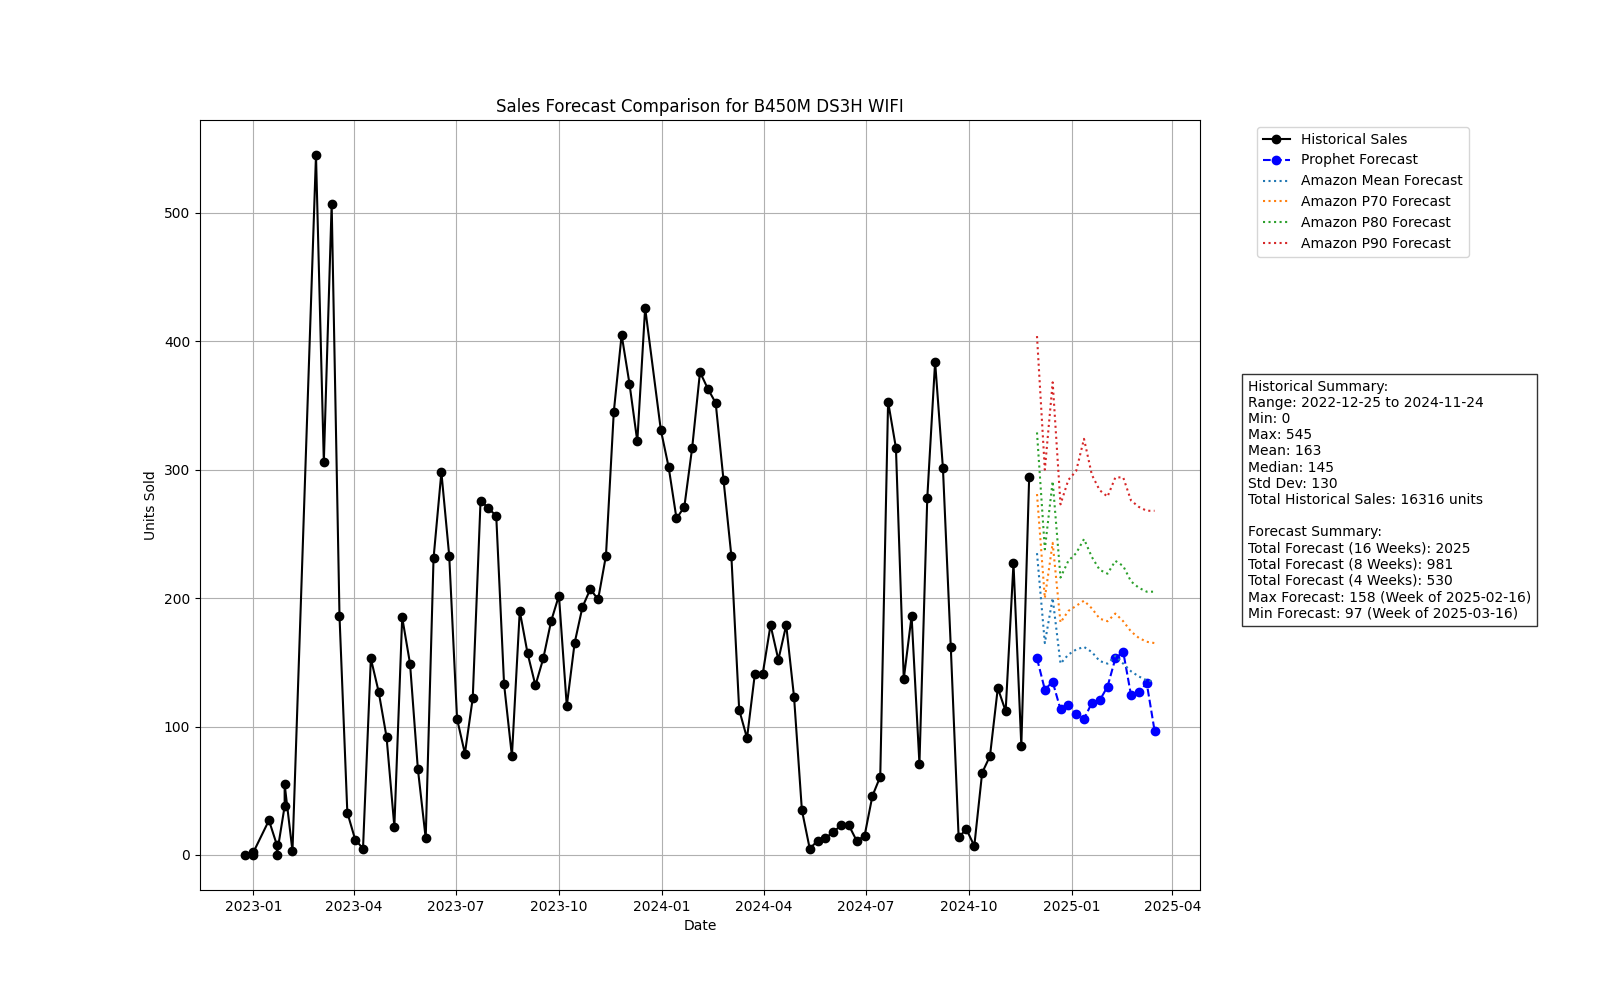 Sales Forecast Comparison for B450M DS3H WIFI
Historical Sales
Prophet Forecast
Amazon Mean Forecast
Amazon P70 Forecast
Amazon P80 Forecast
Amazon P90 Forecast
500
400
300
200
100
0
Units Sold
Historical Summary:
Range: 2022-12-25 to 2024-11-24
Min: 0
Max: 545
Mean: 163
Median: 145
Std Dev: 130
Total Historical Sales: 16316 units
Forecast Summary:
Total Forecast (16 Weeks): 2025
Total Forecast (8 Weeks): 981
Total Forecast (4 Weeks): 530
Max Forecast: 158 (Week of 2025-02-16)
Min Forecast: 97 (Week of 2025-03-16)
2023-01 2023-04 2023-07 2023-10 2024-01 2024-04 2024-07 2024-10 2025-01 2025-04
Date